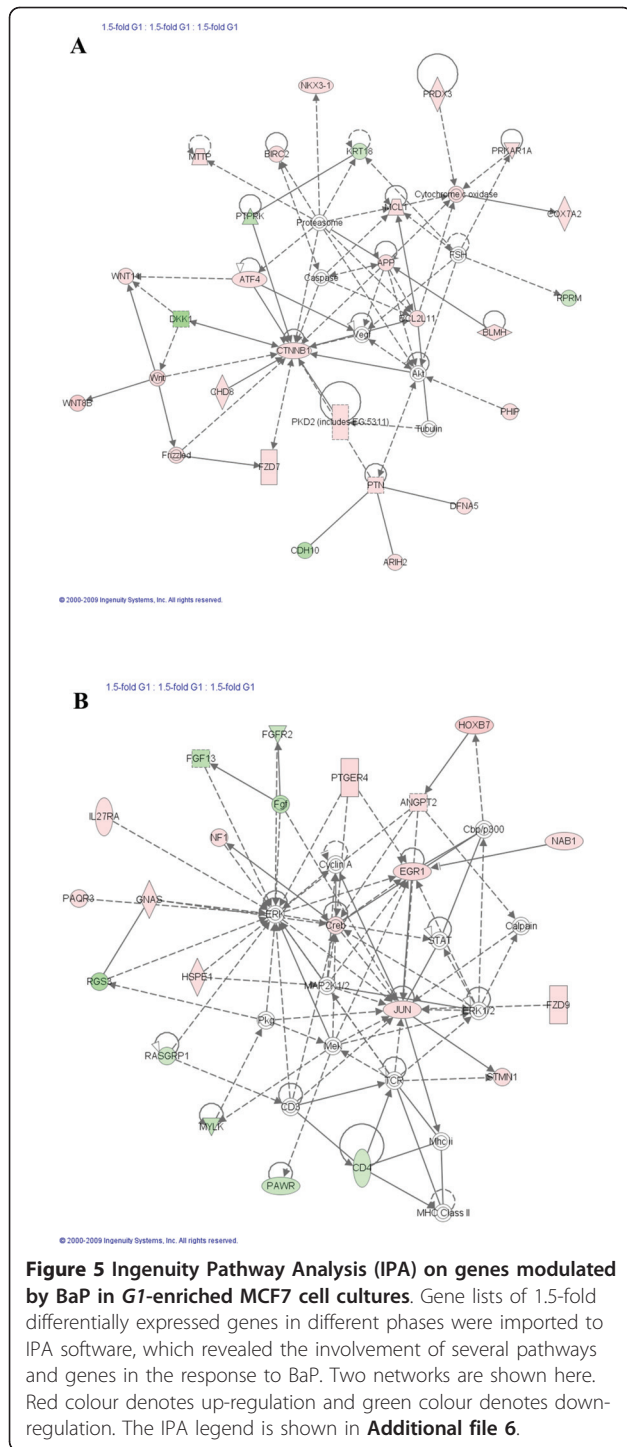 1.5-fold G1 : 1.5-fold G1 : 1.5-fold G1
A
NKX3-1
PRDX3
MTTP
BIRC2
KRT18
PRKAR1A
Cytochrome c oxidase
PTPRK
MCL1
COX7A2
Proteasome
FSH
APP
Caspase
WNT11
ATF4
RPRM
DKK1
Vegf
BCL2L11
BLMH
CTNNB1
Wnt
CHD8
Akt
WNT8B
PHIP
PKD2 (includes EG:5311)
Tubulin
Frizzled
FZD7
PTN
DFNA5
CDH10
ARIH2
© 2000-2009 Ingenuity Systems, Inc. All rights reserved.
1.5-fold G1 : 1.5-fold G1 : 1.5-fold G1
B
FGFR2
HOXB7
FGF13
PTGER4
Fgf
ANGPT2
IL27RA
Cbp/p300
NF1
NAB1
Cyclin A
EGR1
PAQR3
GNAS
ERK
Creb
STAT
Calpain
RGS3
HSPE1
MAP2K1/2
JUN
ERK1/2
FZD9
Pkg
RASGRP1
Mek
STMN1
TCR
CD3
MYLK
Mhc ii
PAWR
CD4
MHC Class II
© 2000-2009 Ingenuity Systems, Inc. All rights reserved.
Figure 5 Ingenuity Pathway Analysis (IPA) on genes modulated
by BaP in G1-enriched MCF7 cell cultures. Gene lists of 1.5-fold
differentially expressed genes in different phases were imported to
IPA software, which revealed the involvement of several pathways
and genes in the response to BaP. Two networks are shown here.
Red colour denotes up-regulation and green colour denotes down-
regulation. The IPA legend is shown in Additional file 6.